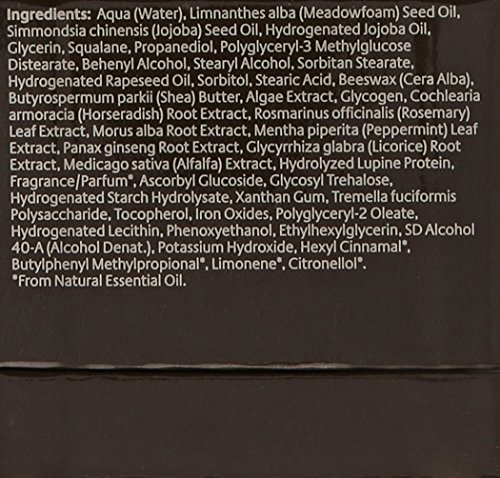 Ingredients: Aqua (Water), Limnanthes alba (Meadowfoam) Seed Oil,
Simmondsia chinensis (Jojoba) Seed Oil, Hydrogenated Jojoba Oil,
Glycerin, Squalane, Propanediol, Polyglyceryl-3 Methylglucose
Distearate, Behenyl Alcohol, Stearyl Alcohol, Sorbitan Stearate,
Hydrogenated Rapeseed Oil, Sorbitol, Stearic Acid, Beeswax (Cera Alba),
Butyrospermum parkii (Shea) Butter, Algae Extract, Glycogen, Cochlearia
armoracia (Horseradish) Root Extract, Rosmarinus officinalis (Rosemary)
Leaf Extract, Morus alba Root Extract, Mentha piperita (Peppermint) Leaf
Extract, Panax ginseng Root Extract, Glycyrrhiza glabra (Licorice) Root
Extract, Medicago sativa (Alfalfa) Extract, Hydrolyzed Lupine Protein,
Fragrance/Parfum*, Ascorbyl Glucoside, Glycosyl Trehalose,
Hydrogenated Starch Hydrolysate, Xanthan Gum, Tremella fuciformis
Polysaccharide, Tocopherol, Iron Oxides, Polyglyceryl-2 Oleate,
Hydrogenated Lecithin, Phenoxyethanol, Ethylhexylglycerin, SD Alcohol
40-A (Alcohol Denat.), Potassium Hydroxide, Hexyl Cinnamal*,
Butylphenyl Methylpropional*, Limonene*, Citronellol*.
*From Natural Essential Oil.